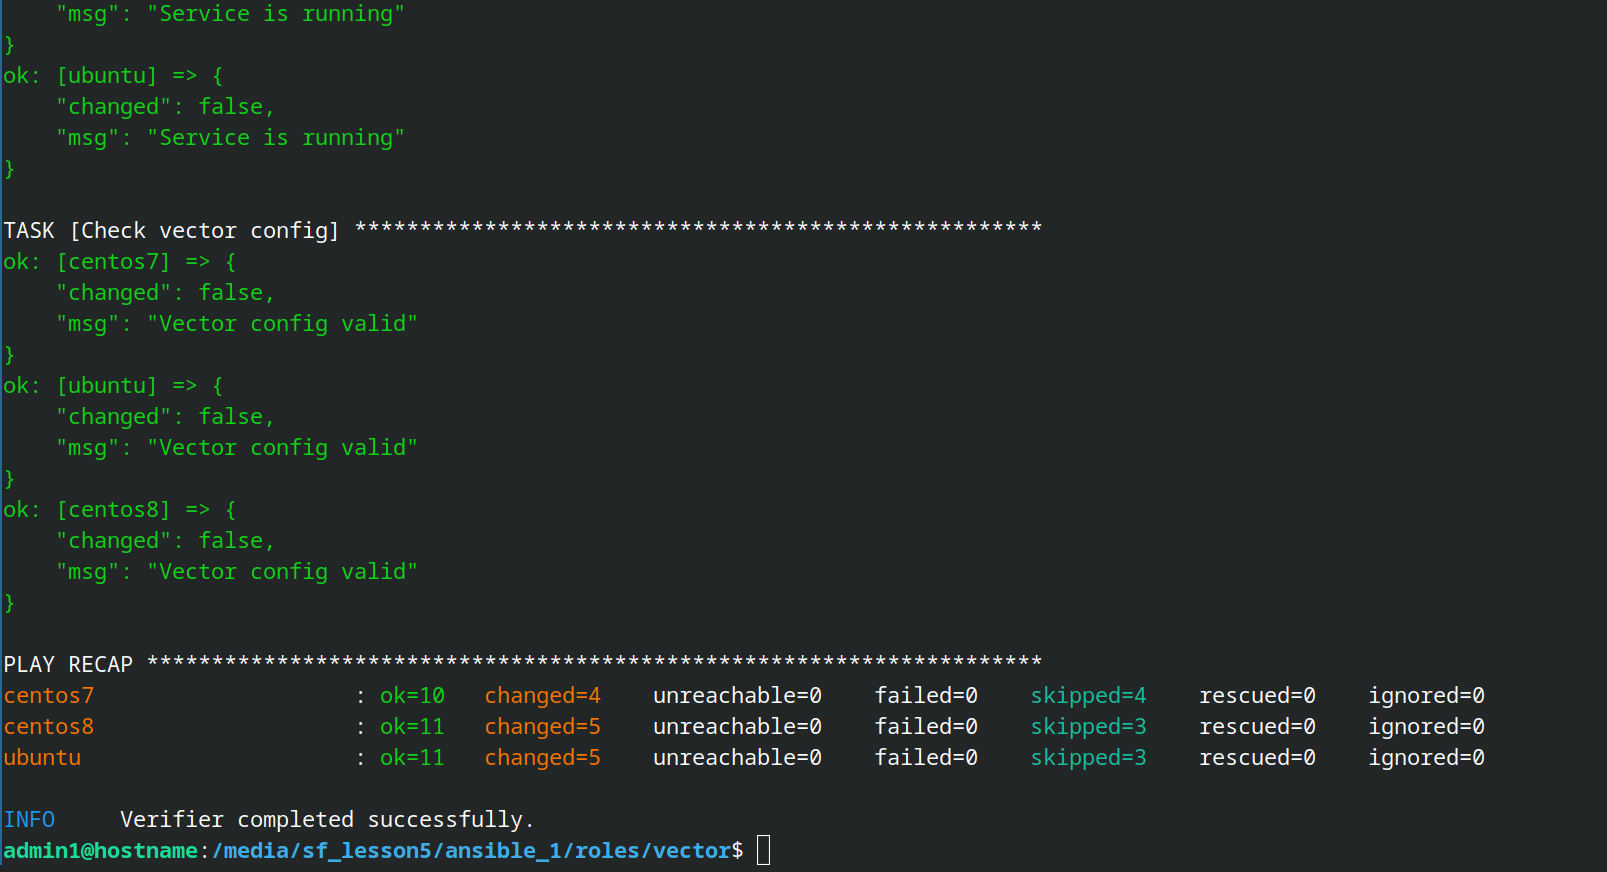 "msg": "Service is running"
}
ok: [ubuntu] => {
    "changed": false,
    "msg": "Service is running"
}
TASK [Check vector config] *****************************************************
ok: [centos7] => {
    "changed": false,
    "msg": "Vector config valid"
}
ok: [ubuntu] => {
    "changed": false,
    "msg": "Vector config valid"
}
ok: [centos8] => {
    "changed": false,
    "msg": "Vector config valid"
}
PLAY RECAP *********************************************************************
centos7                    : ok=10   changed=4    unreachable=0    failed=0    skipped=4    rescued=0    ignored=0
centos8                    : ok=11   changed=5    unreachable=0    failed=0    skipped=3    rescued=0    ignored=0
ubuntu                     : ok=11   changed=5    unreachable=0    failed=0    skipped=3    rescued=0    ignored=0
INFO     Verifier completed successfully.
admin1@hostname:/media/sf_lesson5/ansible_1/roles/vector$